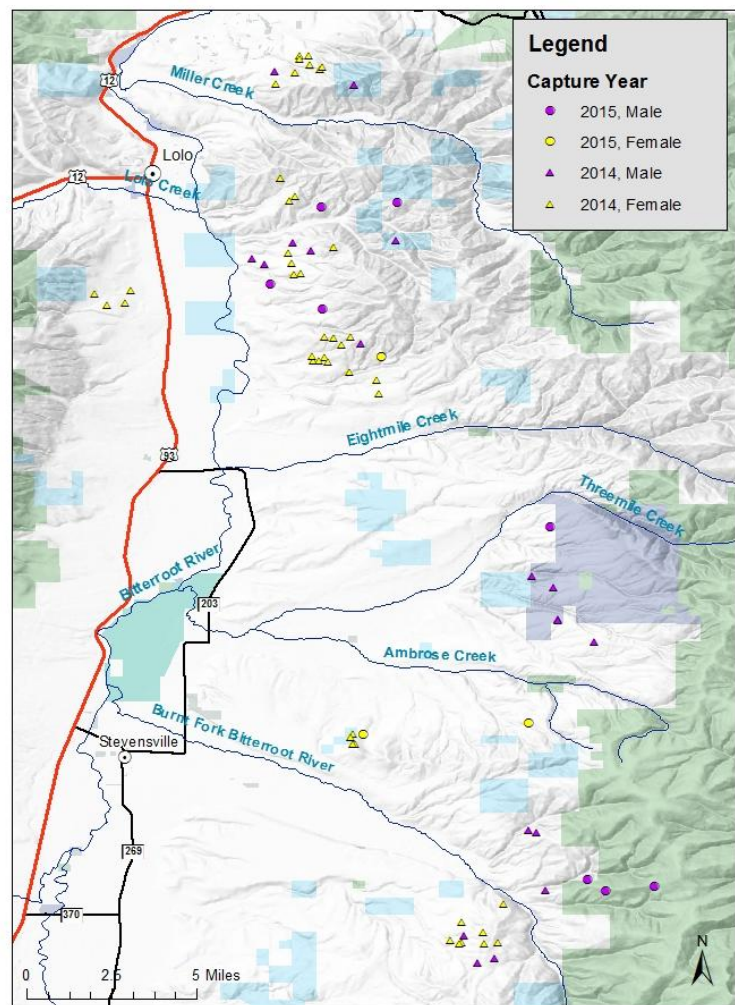 Legend
Capture Year
2015, Male
2015, Female
2014, Male
2014, Female
Miller Creek
12
Lolo
12
Lolo Creek
Eightmile Creek
93
Threemile Creek
Bitterroot River
203
Ambrose Creek
Burnt Fork Bitterroot River
Stevensville
269
370
N
0 2.5 5 Miles